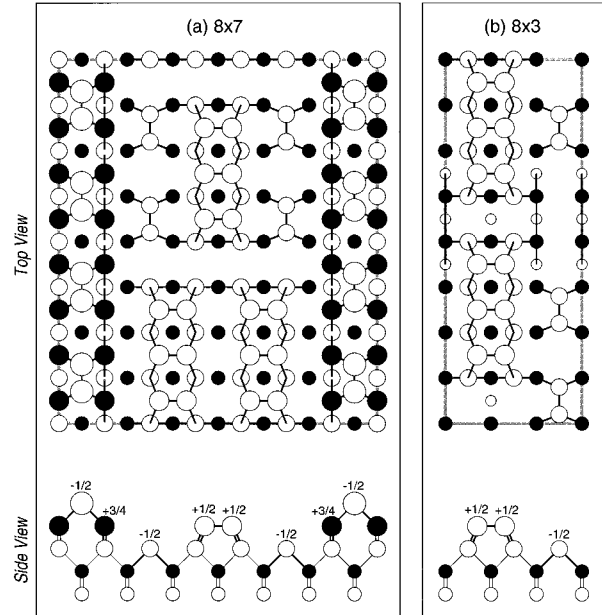 (a) 8x7
(b) 8x3
Top View
Side View
-1/2
+3/4
-1/2
+1/2
+1/2
-1/2
+3/4
-1/2
+1/2
+1/2
-1/2